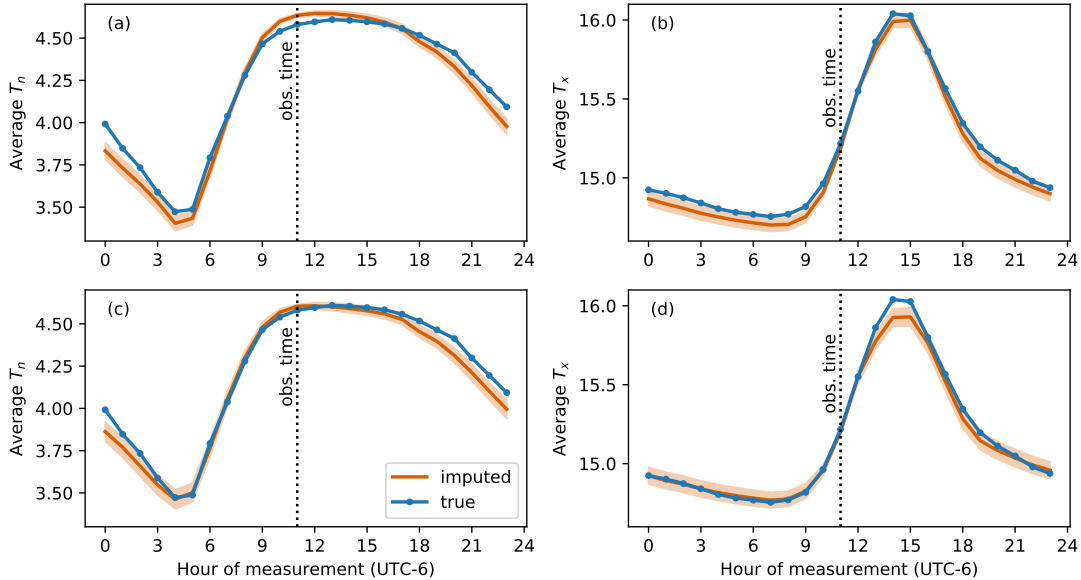 (a)
Average Tn
4.50
4.25
4.00
3.75
3.50
obs. time
0 3 6 9 12 15 18 21 24
(b)
Average Tx
16.0
15.5
15.0
obs. time
0 3 6 9 12 15 18 21 24
(c)
Average Tn
4.50
4.25
4.00
3.75
3.50
obs. time
imputed
true
0 3 6 9 12 15 18 21 24
Hour of measurement (UTC-6)
(d)
Average Tx
16.0
15.5
15.0
obs. time
0 3 6 9 12 15 18 21 24
Hour of measurement (UTC-6)